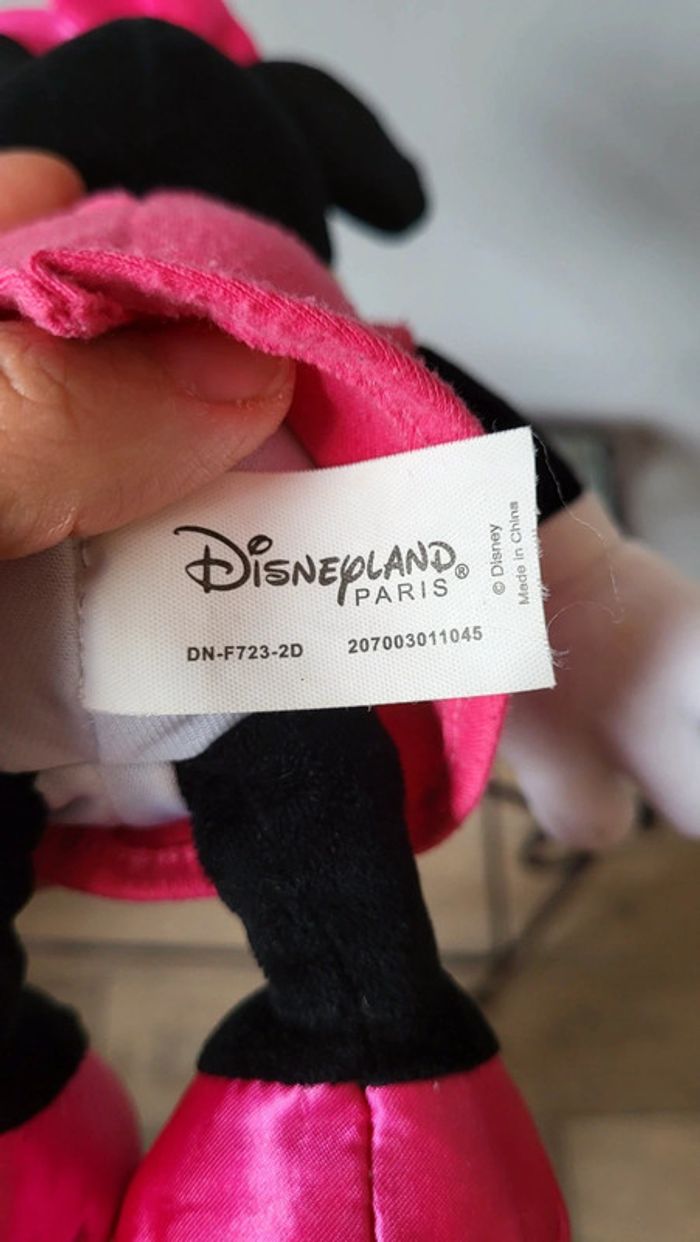 Disneyland®
PARIS
DN-F723-2D 207003011045
© Disney
Made in China